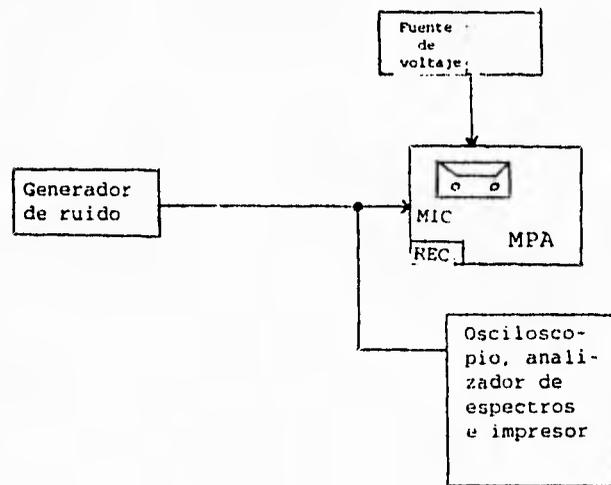 Fuente
de
voltaje
Generador
de ruido
MIC
MPA
REC
Oscilosco-
pio, anali-
zador de
espectros
e impresor